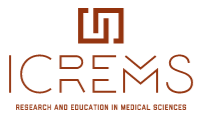 ICREMS
RESEARCH AND EDUCATION IN MEDICAL SCIENCES